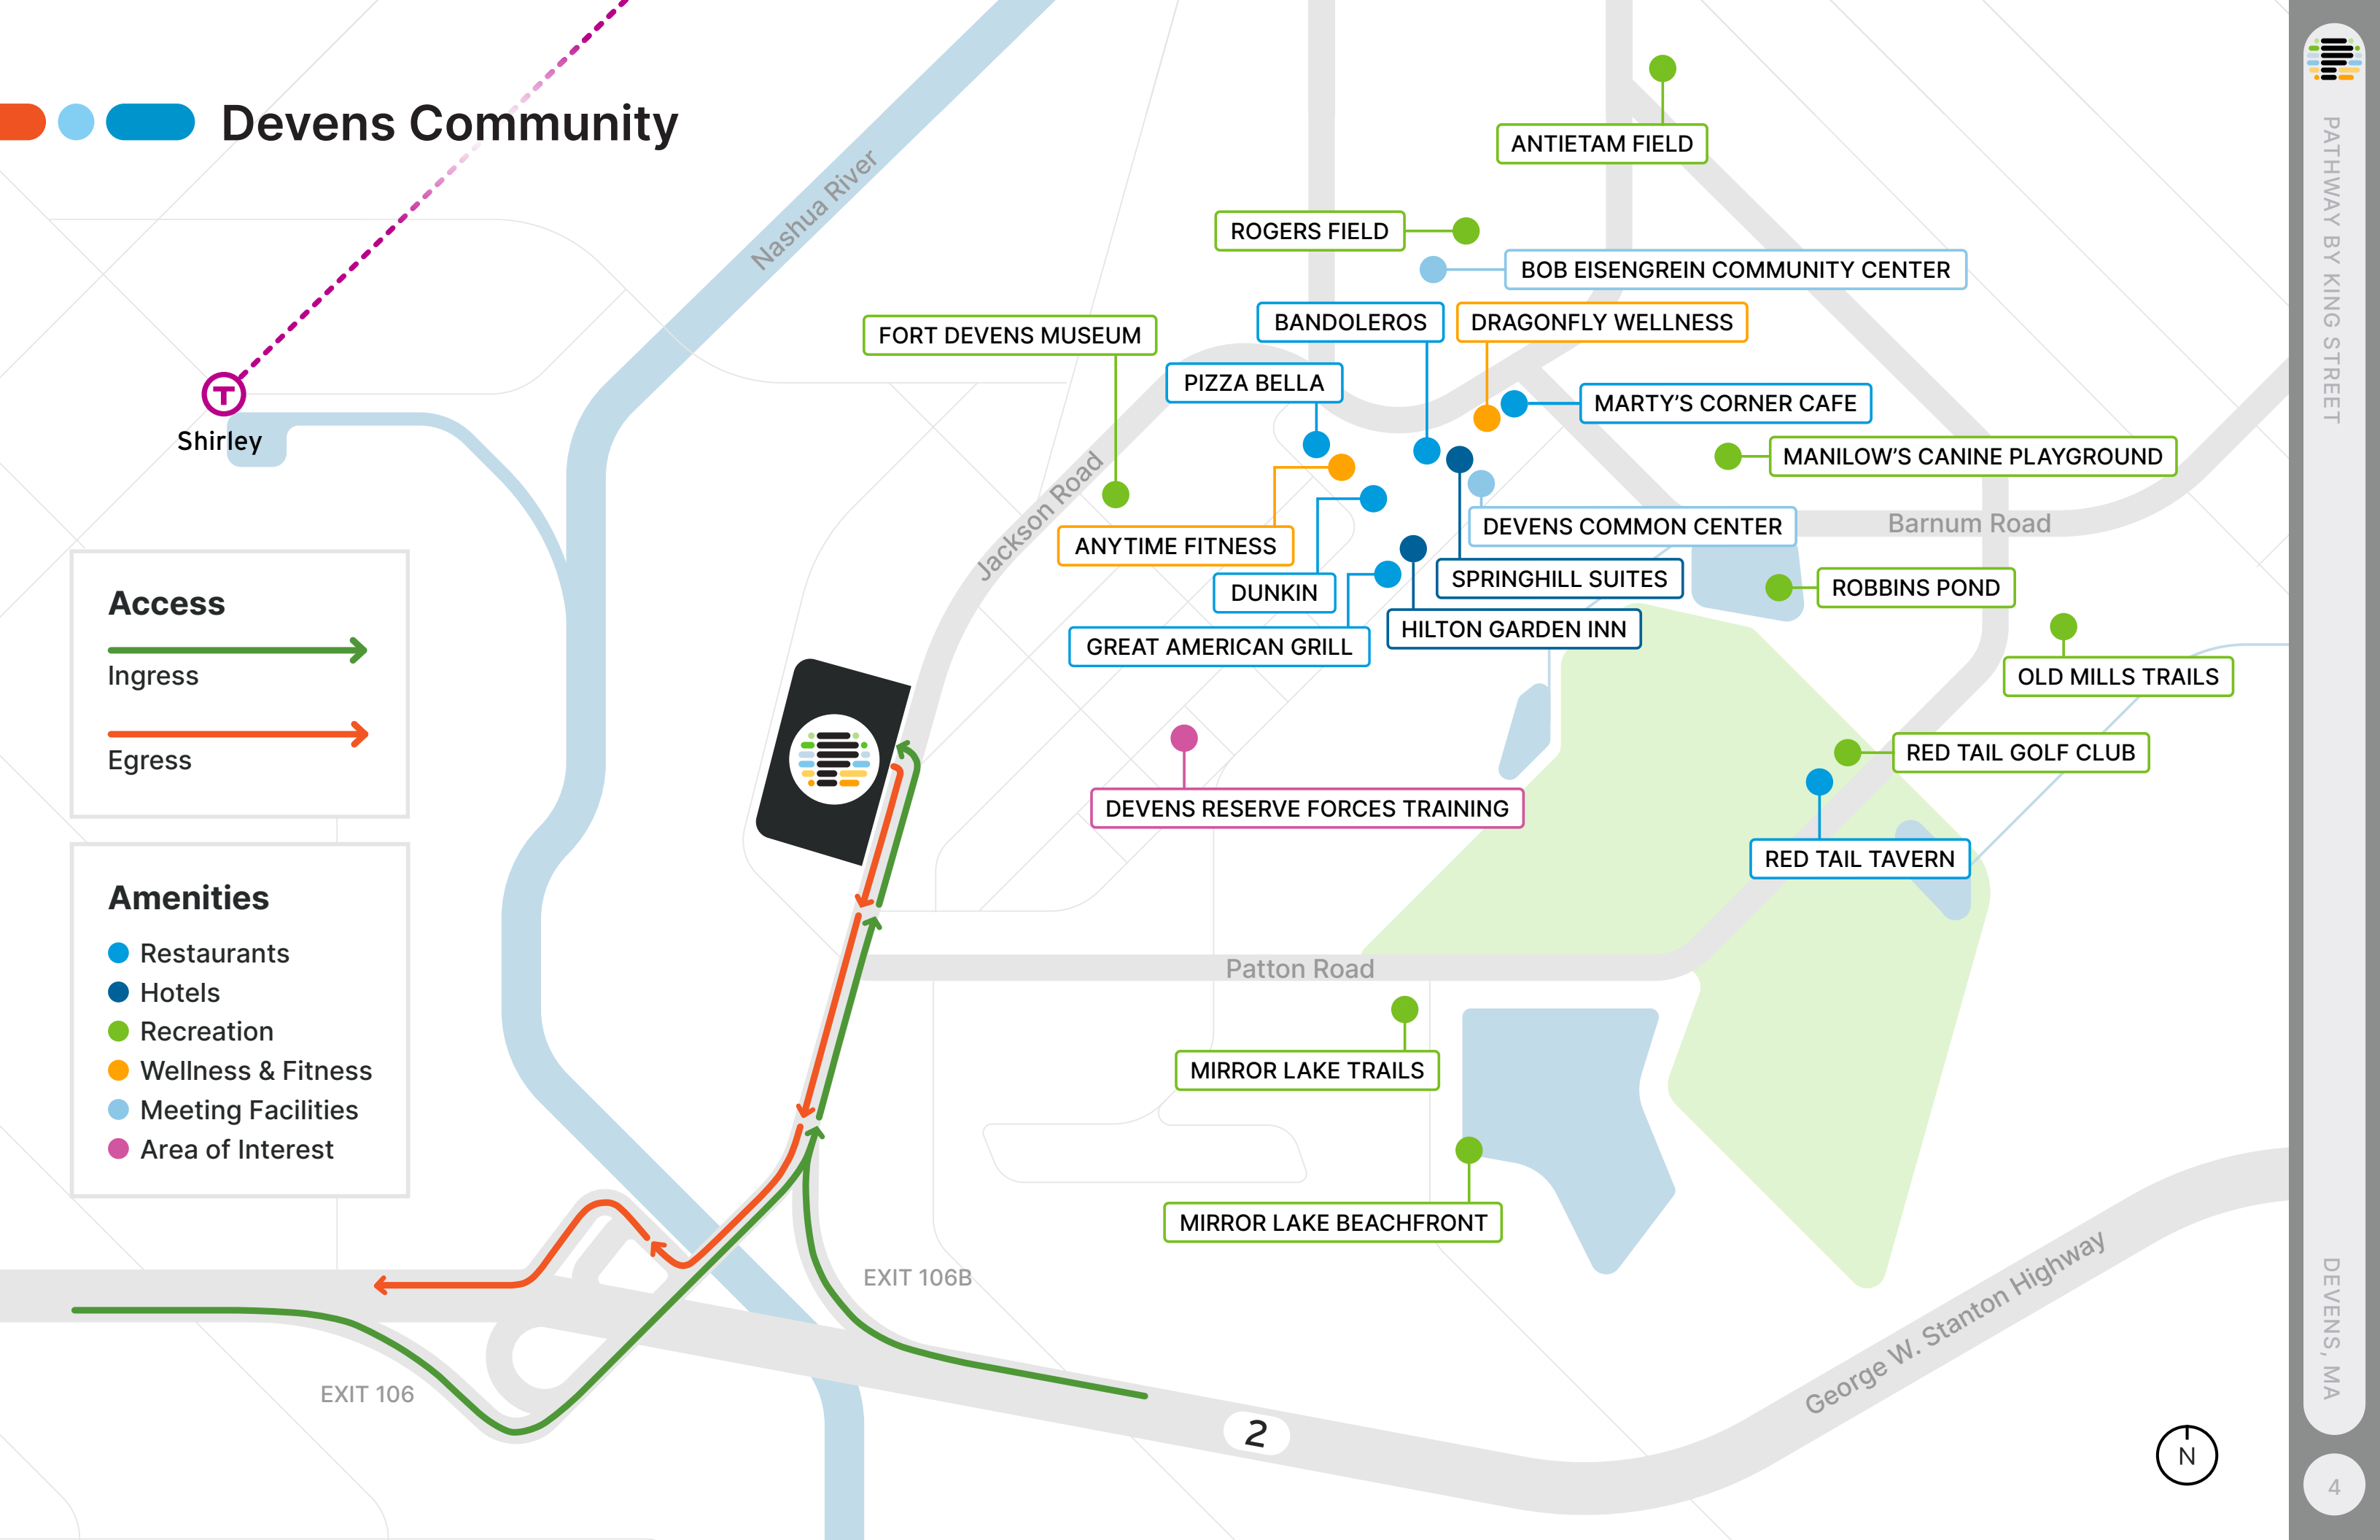 Devens Community
Nashua River
ANTIETAM FIELD
ROGERS FIELD
BOB EISENGREIN COMMUNITY CENTER
FORT DEVENS MUSEUM
BANDOLEROS
DRAGONFLY WELLNESS
PIZZA BELLA
MARTY’S CORNER CAFE
T
Shirley
MANILOW’S CANINE PLAYGROUND
Jackson Road
DEVENS COMMON CENTER
Barnum Road
ANYTIME FITNESS
SPRINGHILL SUITES
DUNKIN
ROBBINS POND
HILTON GARDEN INN
GREAT AMERICAN GRILL
OLD MILLS TRAILS
Access
Ingress
Egress
RED TAIL GOLF CLUB
DEVENS RESERVE FORCES TRAINING
RED TAIL TAVERN
Amenities
Restaurants
Hotels
Recreation
Wellness & Fitness
Meeting Facilities
Area of Interest
Patton Road
MIRROR LAKE TRAILS
MIRROR LAKE BEACHFRONT
EXIT 106B
EXIT 106
George W. Stanton Highway
2
N
PATHWAY BY KING STREET
DEVENS, MA
4